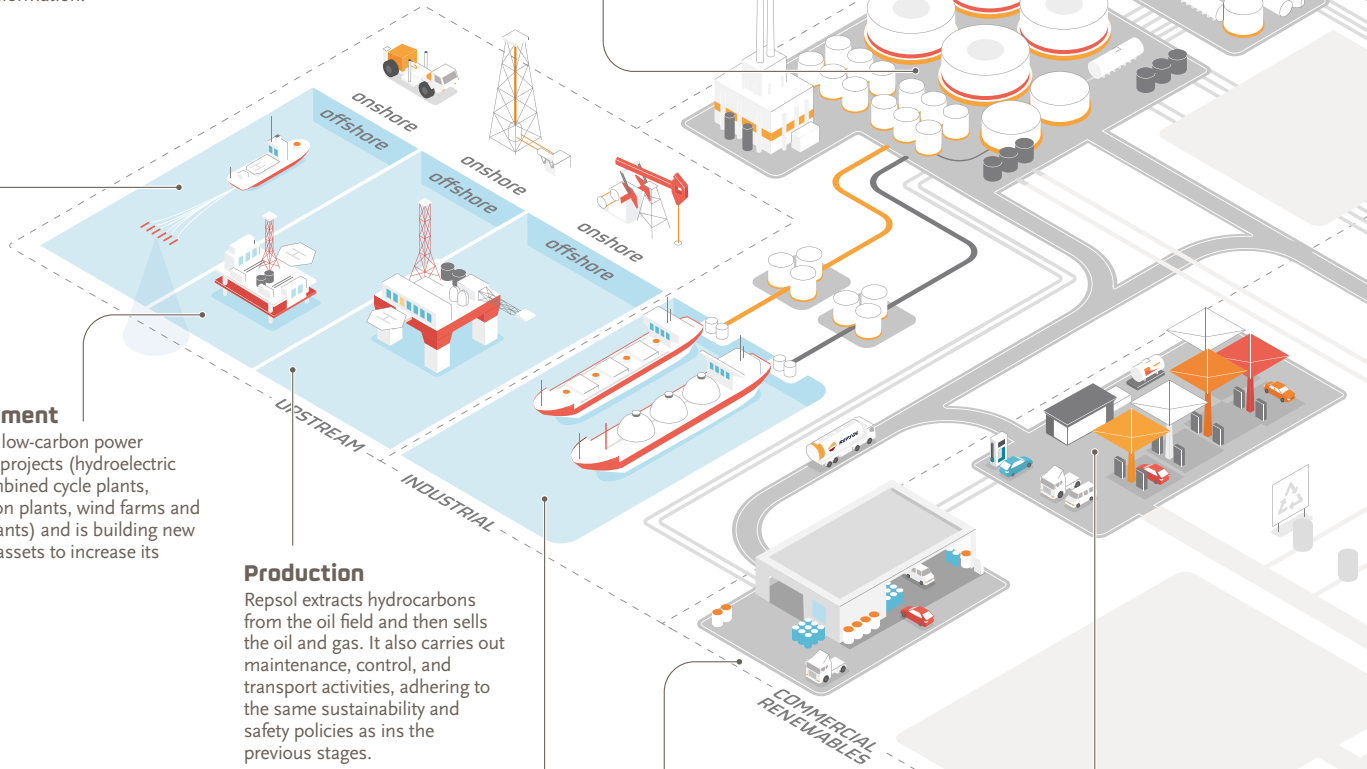 ormation.
onshore
offshore
onshore
offshore
onshore
offshore
UPSTREAM
INDUSTRIAL
REPSOL
COMMERCIAL
RENEWABLES
ment
low-carbon power
projects (hydroelectric
mbined cycle plants,
on plants, wind farms and
ants) and is building new
assets to increase its
Production
Repsol extracts hydrocarbons
from the oil field and then sells
the oil and gas. It also carries out
maintenance, control, and
transport activities, adhering to
the same sustainability and
safety policies as ins the
previous stages.